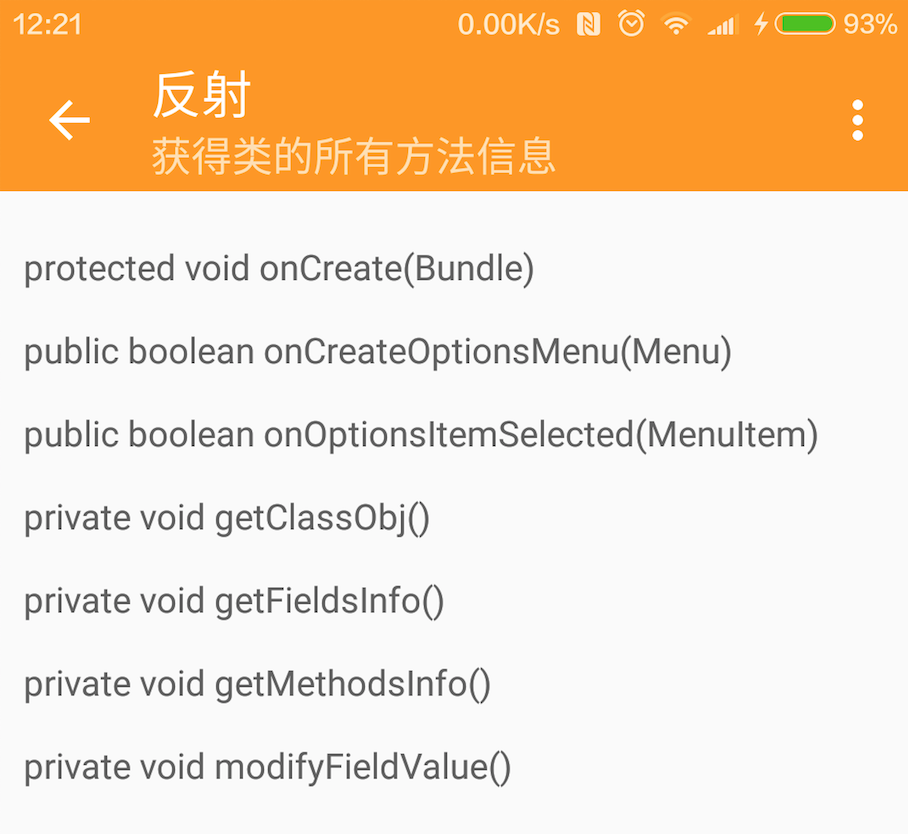 12:21 0.00K/s 93%
反射
获得类的所有方法信息
protected void onCreate(Bundle)
public boolean onCreateOptionsMenu(Menu)
public boolean onOptionsItemSelected(MenuItem)
private void getClassObj()
private void getFieldsInfo()
private void getMethodsInfo()
private void modifyFieldValue()